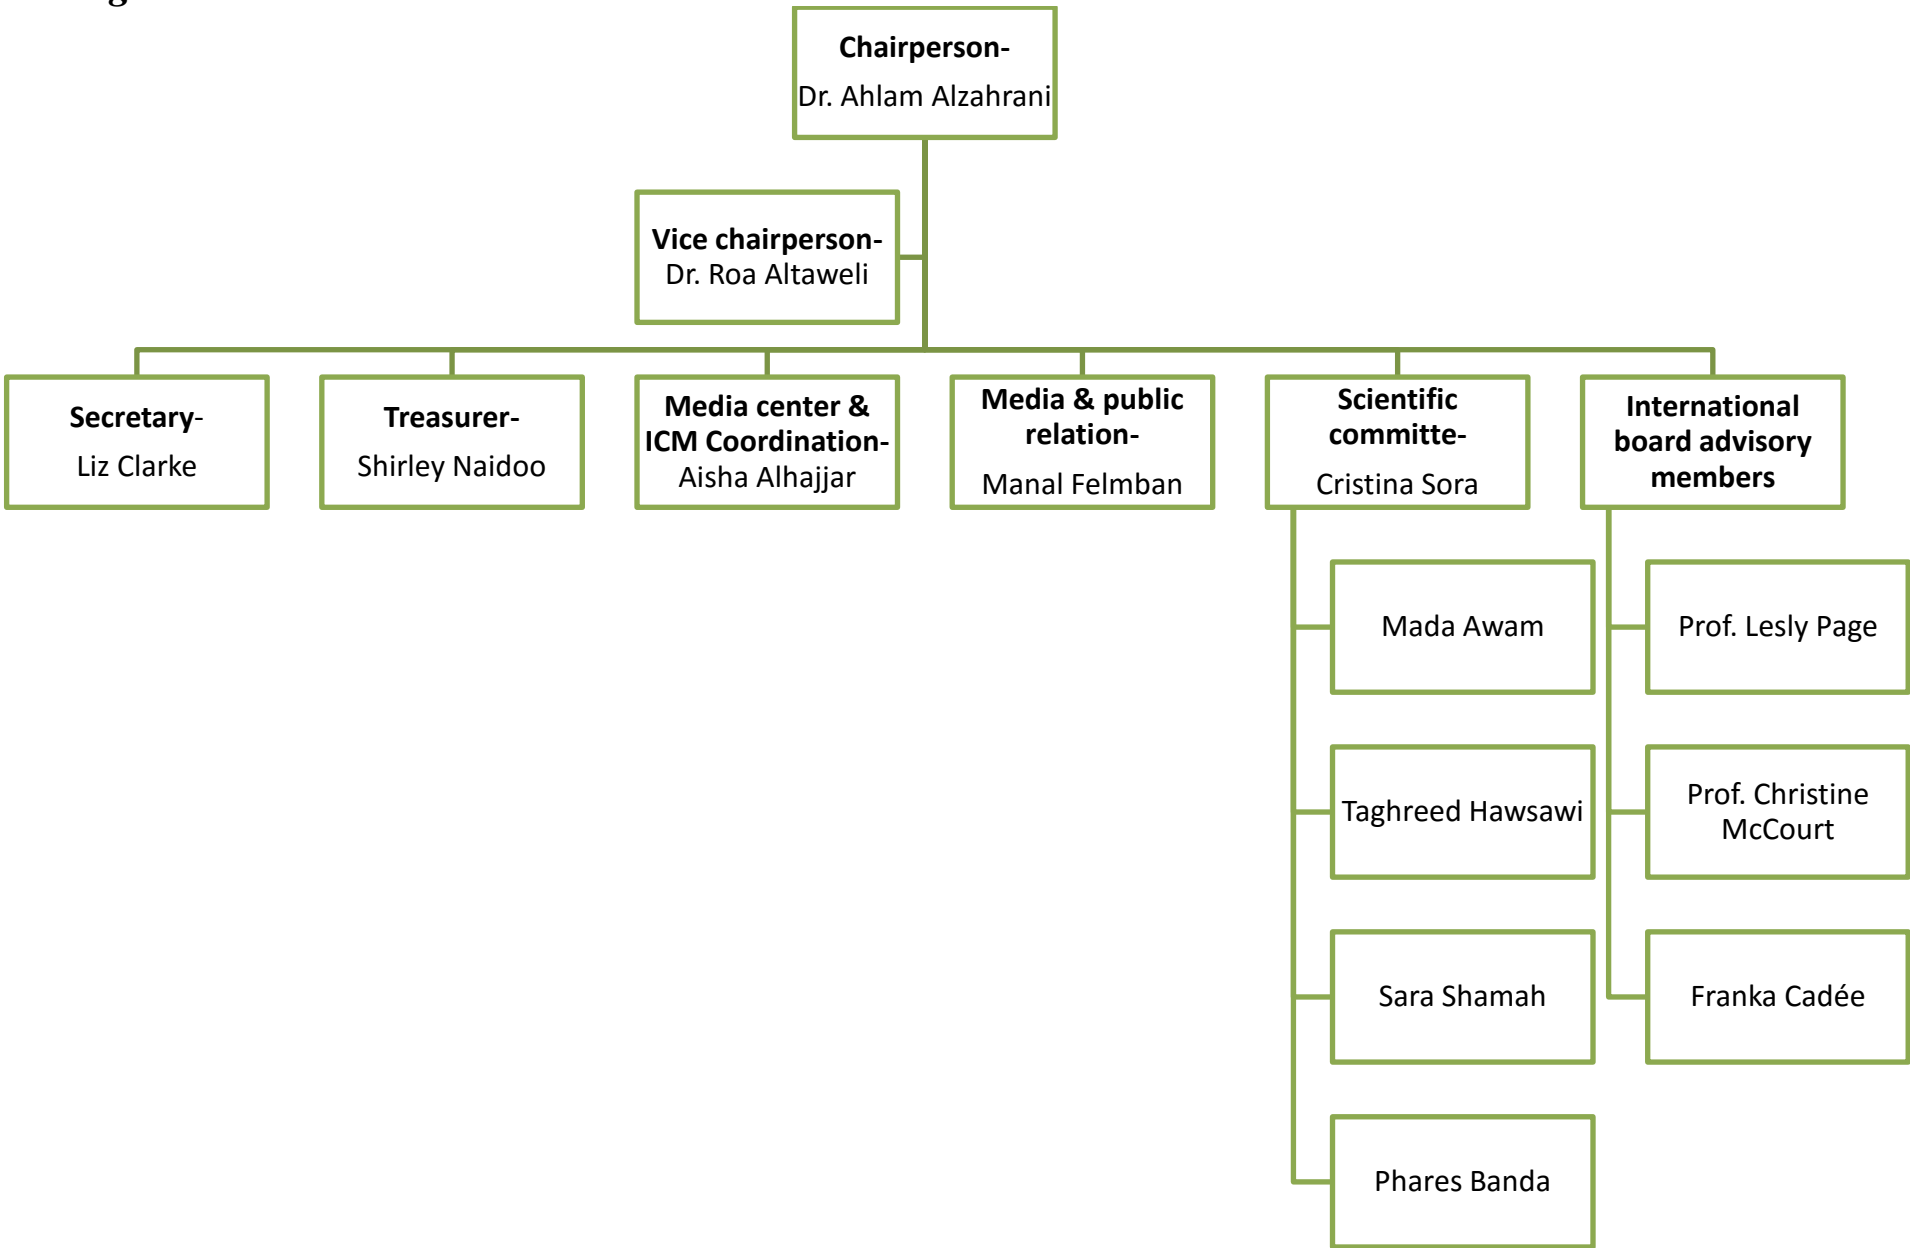 Chairperson-
Dr. Ahlam Alzahrani
Vice chairperson-
Dr. Roa Altaweli
Secretary-
Liz Clarke
Treasurer-
Shirley Naidoo
Media center &
ICM Coordination-
Aisha Alhajjar
Media & public
relation-
Manal Felmban
Scientific
committe-
Cristina Sora
International
board advisory
members
Mada Awam
Taghreed Hawsawi
Sara Shamah
Phares Banda
Prof. Lesly Page
Prof. Christine
McCourt
Franka Cadée